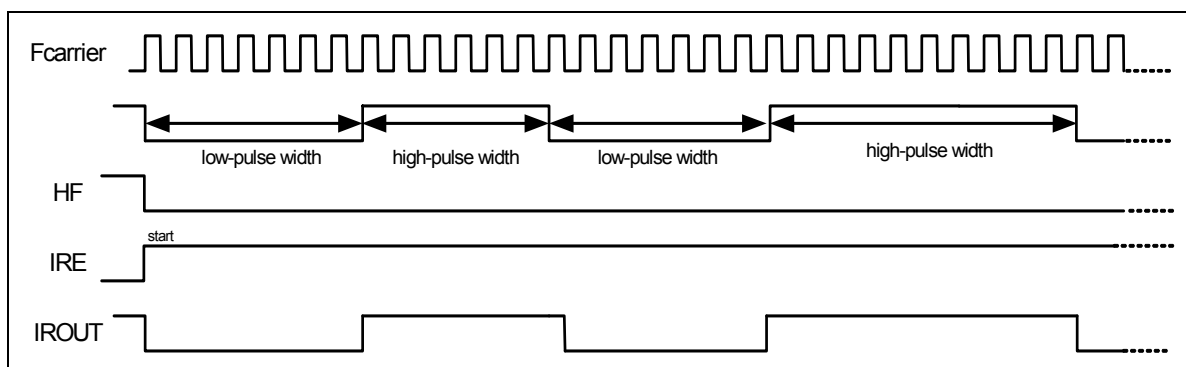 Fcarrier
low-pulse width
high-pulse width
low-pulse width
high-pulse width
HF
start
IRE
IROUT